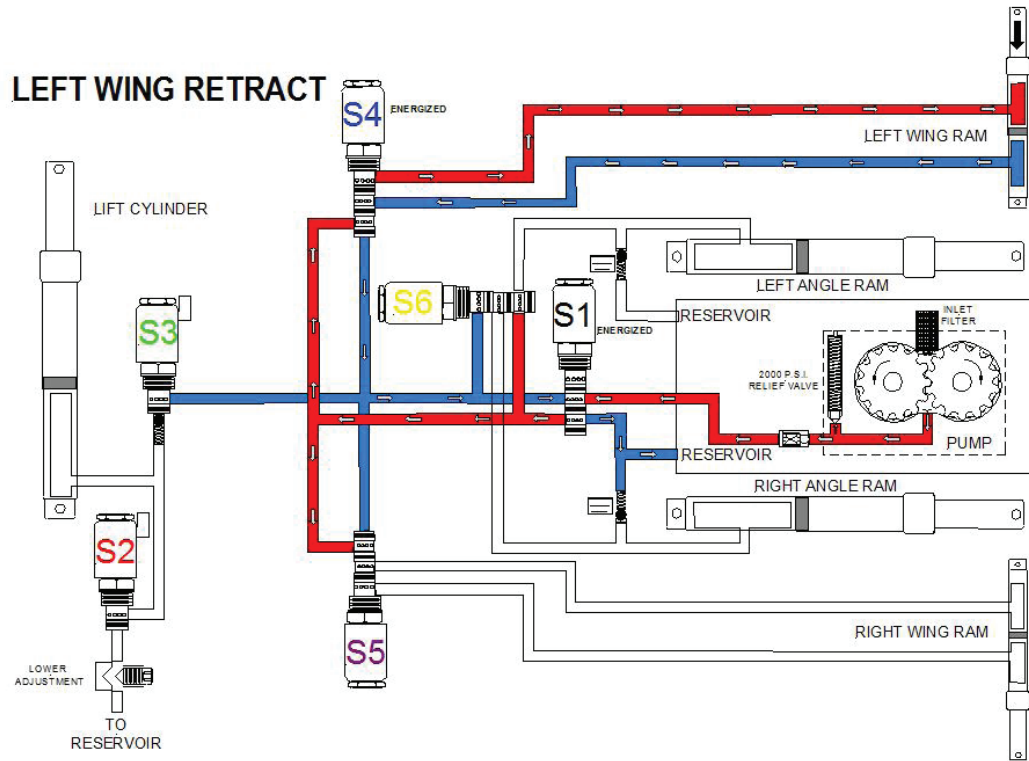 LEFT WING RETRACT
S4
ENERGIZED
LEFT WING RAM
LIFT CYLINDER
S3
S6
S1
ENERGIZED
LEFT ANGLE RAM
RESERVOIR
INLET
FILTER
2000 P.S.I.
RELIEF VALVE
PUMP
RESERVOIR
RIGHT ANGLE RAM
S2
S5
RIGHT WING RAM
LOWER
ADJUSTMENT
TO
RESERVOIR